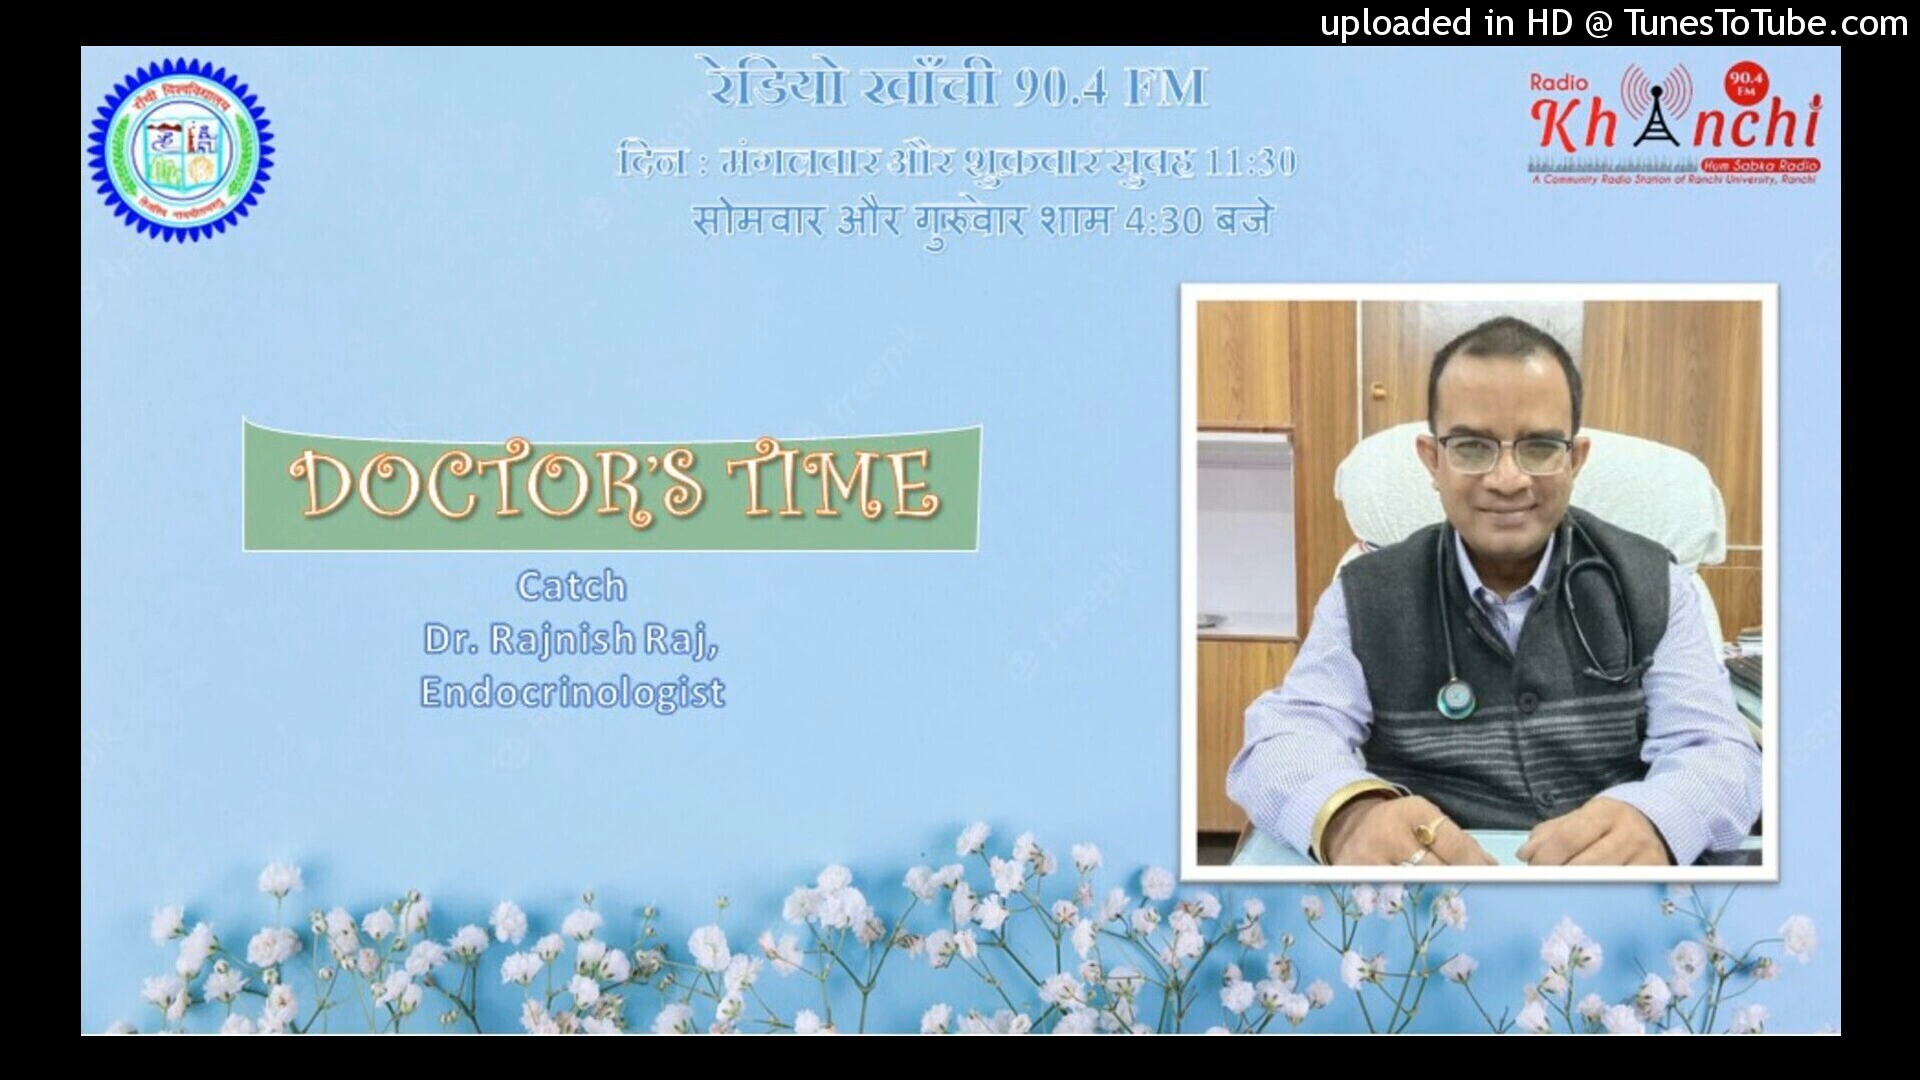 uploaded in HD @ TunesToTube.com
रेडियो खाँची 90.4 FM
दिन : मंगलवार और शुक्रवार सुबह 11:30
सोमवार और गुरुवार शाम 4:30 बजे
राँची विश्वविद्यालय
Radio
Khanchi
90.4
FM
Hum Sabka Radio
A Community Radio Station of Ranchi University, Ranchi
DOCTOR'S TIME
Catch
Dr. Rajnish Raj,
Endocrinologist